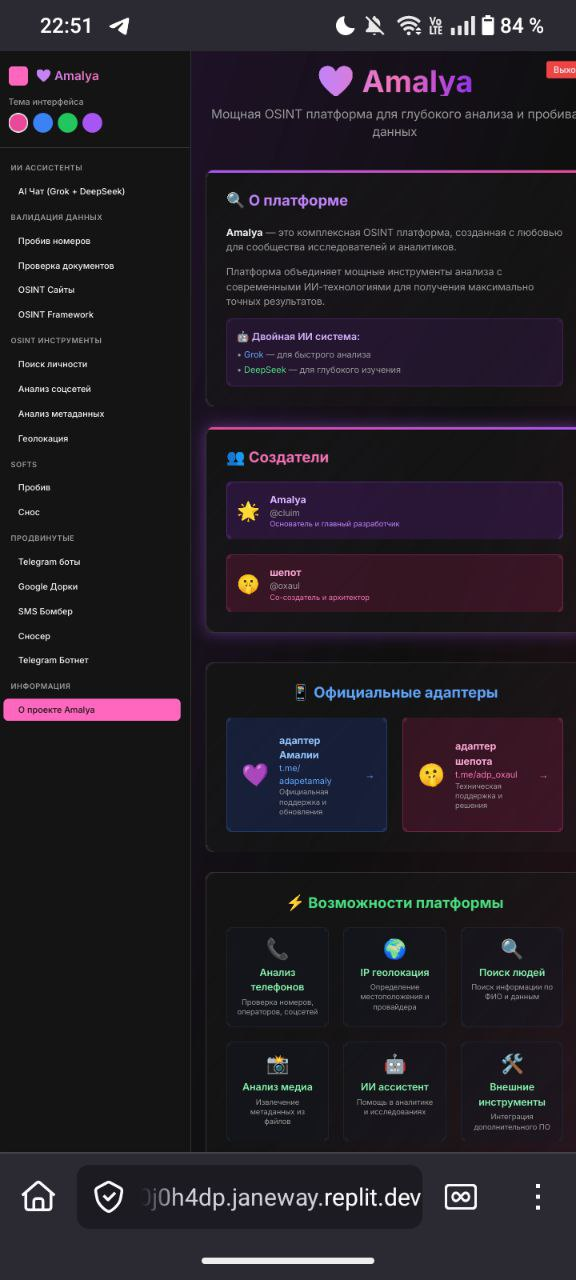 22:51
Vo
LTE
84 %
Amalya
Тема интерфейса
ИИ АССИСТЕНТЫ
AI Чат (Grok + DeepSeek)
ВАЛИДАЦИЯ ДАННЫХ
Пробив номеров
Проверка документов
OSINT Сайты
OSINT Framework
OSINT ИНСТРУМЕНТЫ
Поиск личности
Анализ соцсетей
Анализ метаданных
Геолокация
SOFTS
Пробив
Снос
ПРОДВИНУТЫЕ
Telegram боты
Google Дорки
SMS Бомбер
Сносер
Telegram Ботнет
ИНФОРМАЦИЯ
О проекте Amalya
Amalya
Выхо
Мощная OSINT платформа для глубокого анализа и пробива
данных
О платформе
Amalya — это комплексная OSINT платформа, созданная с любовью
для сообщества исследователей и аналитиков.
Платформа объединяет мощные инструменты анализа с
современными ИИ-технологиями для получения максимально
точных результатов.
Двойная ИИ система:
• Grok — для быстрого анализа
• DeepSeek — для глубокого изучения
Создатели
Amalya
@cluim
Основатель и главный разработчик
шепот
@oxaul
Со-создатель и архитектор
Официальные адаптеры
адаптер
Амалии
t.me/
adapetamaly
Официальная
поддержка и
обновления
→
адаптер
шепота
t.me/adp_oxaul
Техническая
поддержка и
решения
→
Возможности платформы
Анализ
телефонов
Проверка номеров,
операторов, соцсетей
IP геолокация
Определение
местоположения и
провайдера
Поиск людей
Поиск информации по
ФИО и данным
Анализ медиа
Извлечение
метаданных из
файлов
ИИ ассистент
Помощь в аналитике
и исследованиях
Внешние
инструменты
Интеграция
дополнительного ПО
0j0h4dp.janeway.replit.dev